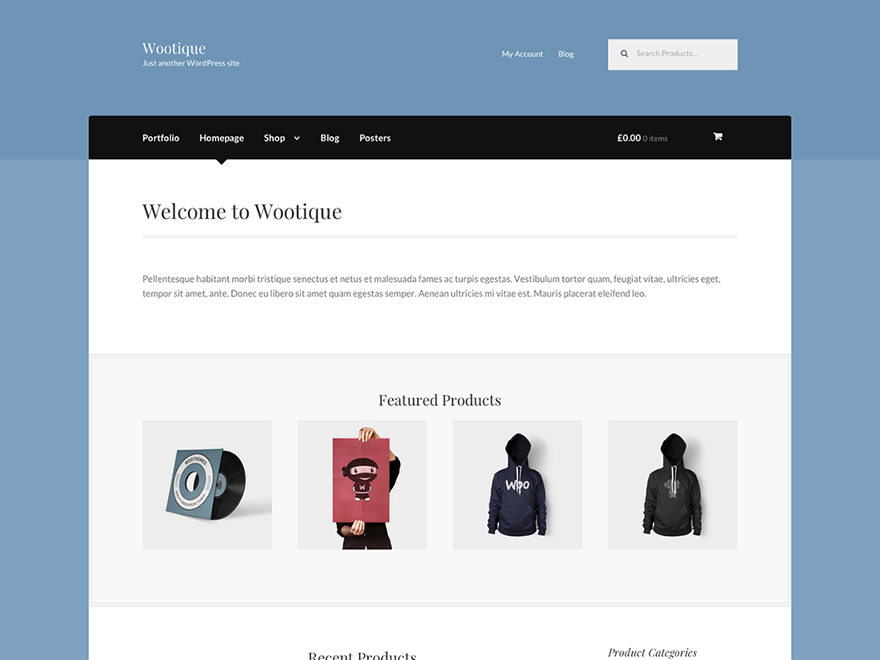 Wootique
Just another WordPress site
My Account
Blog
Search Products...
Portfolio
Homepage
Shop
Blog
Posters
£0.00 0 items
Welcome to Wootique
Pellentesque habitant morbi tristique senectus et netus et malesuada fames ac turpis egestas. Vestibulum tortor quam, feugiat vitae, ultricies eget,
tempor sit amet, ante. Donec eu libero sit amet quam egestas semper. Aenean ultricies mi vitae est. Mauris placerat eleifend leo.
Featured Products
WOOTHEMES
W
Woo
Recent Products
Product Categories